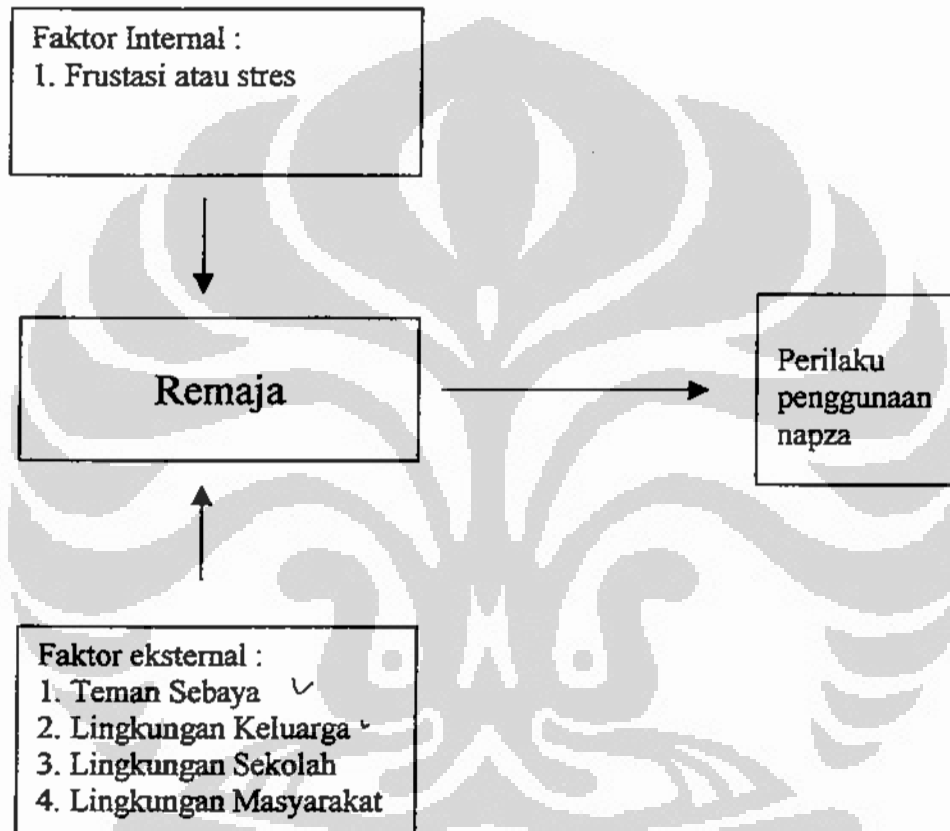 Faktor Internal :
1. Frustasi atau stres
Remaja
Perilaku
penggunaan
napza
Faktor eksternal :
1. Teman Sebaya
2. Lingkungan Keluarga
3. Lingkungan Sekolah
4. Lingkungan Masyarakat